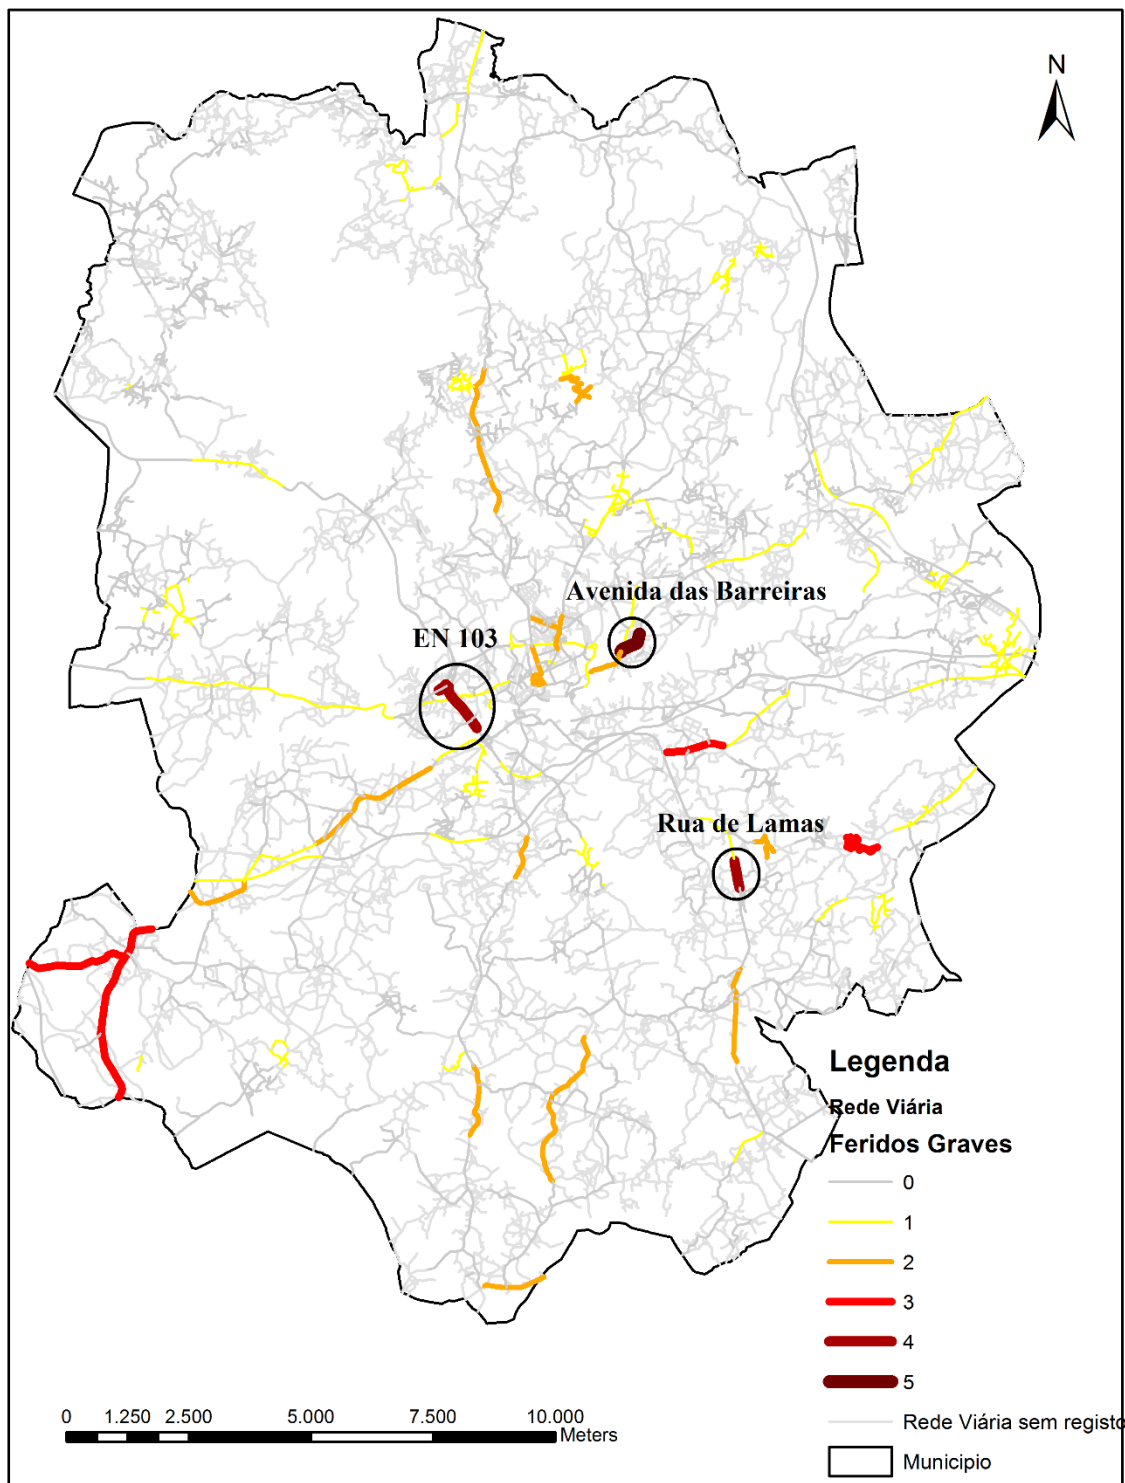 N
Avenida das Barreiras
EN 103
Rua de Lamas
Legenda
Rede Viária
Feridos Graves
0
1
2
3
4
5
Rede Viária sem registo
Municipio
0 1.250 2.500 5.000 7.500 10.000
Meters